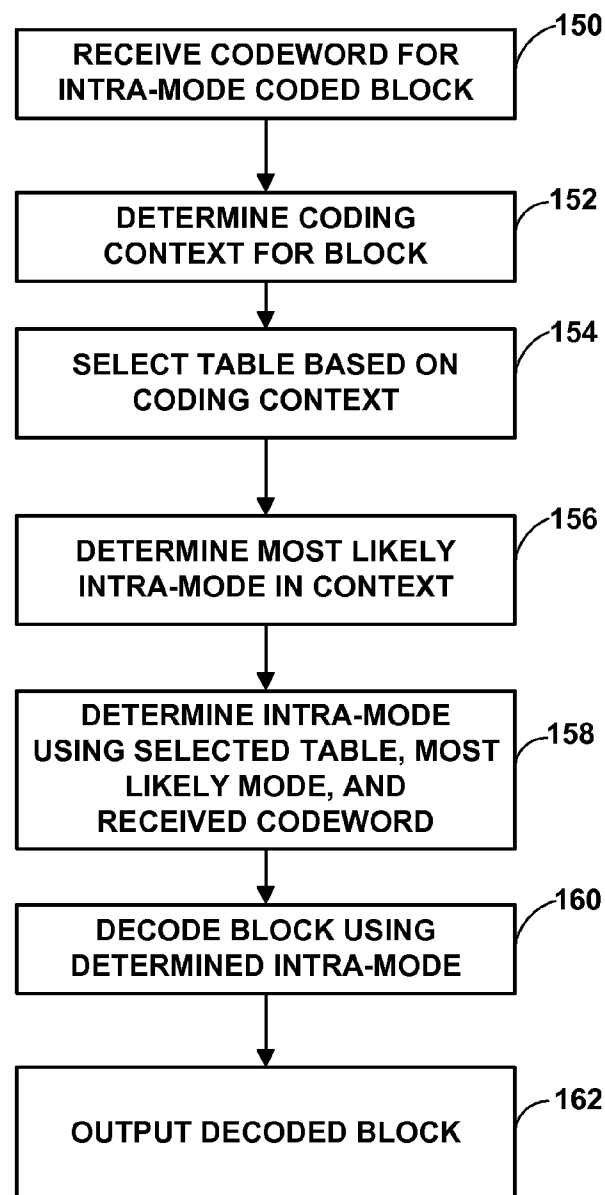 150
RECEIVE CODEWORD FOR
INTRA-MODE CODED BLOCK
152
DETERMINE CODING
CONTEXT FOR BLOCK
154
SELECT TABLE BASED ON
CODING CONTEXT
156
DETERMINE MOST LIKELY
INTRA-MODE IN CONTEXT
158
DETERMINE INTRA-MODE
USING SELECTED TABLE, MOST
LIKELY MODE, AND
RECEIVED CODEWORD
160
DECODE BLOCK USING
DETERMINED INTRA-MODE
162
OUTPUT DECODED BLOCK